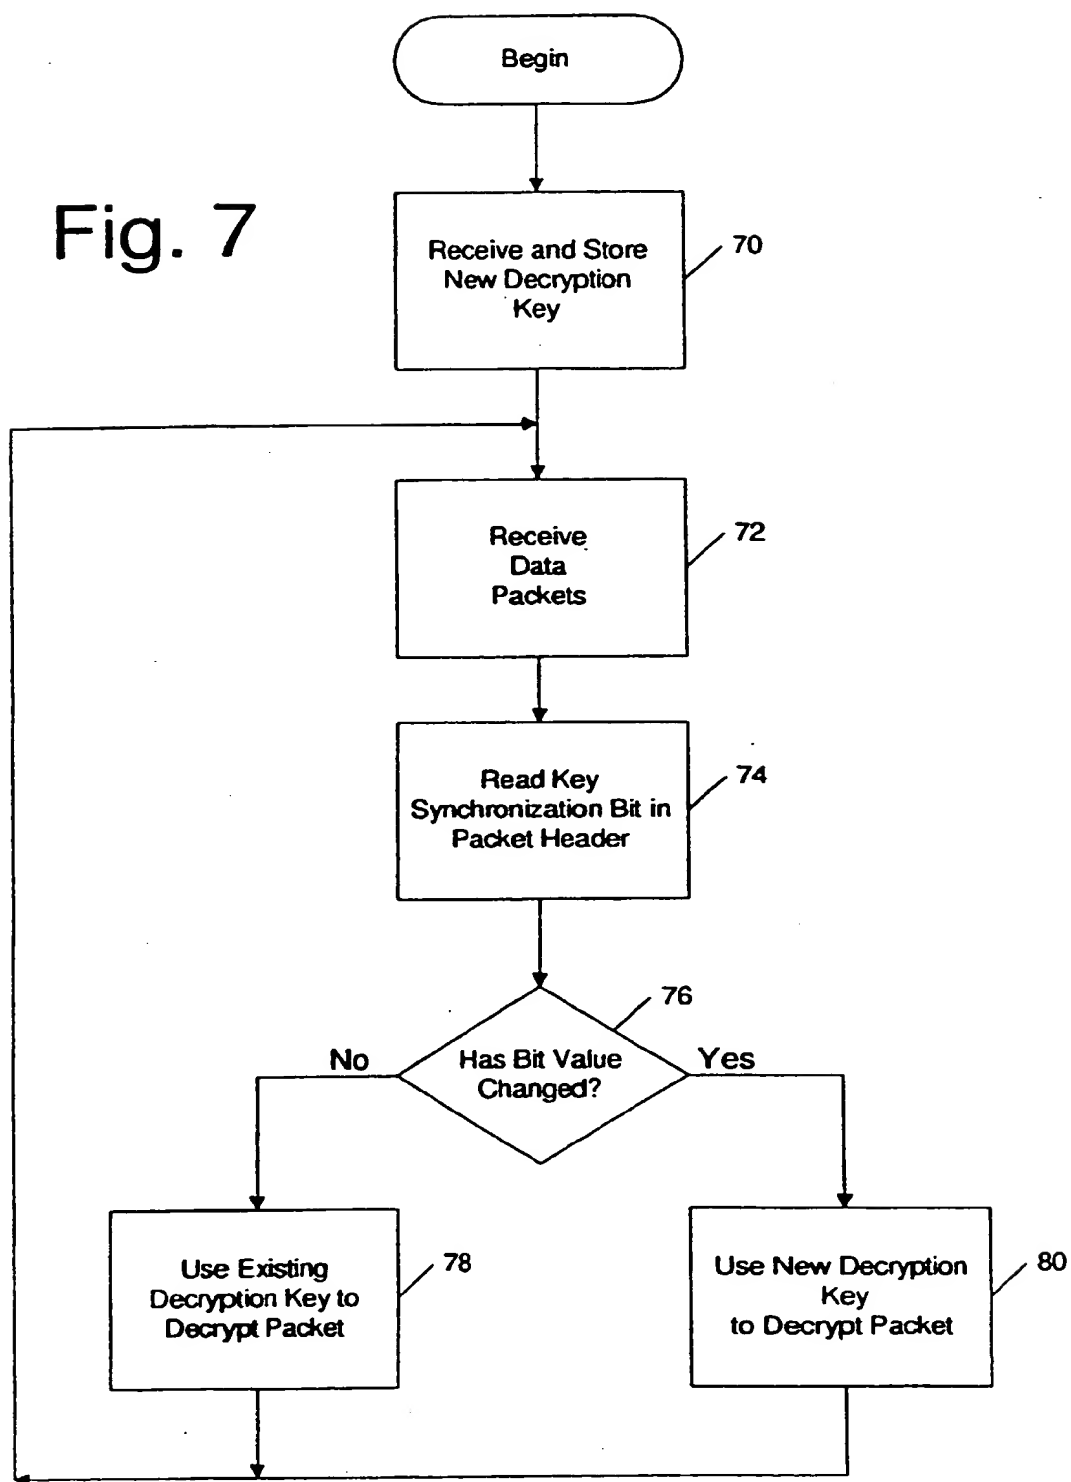 Begin
Fig. 7
Receive and Store
New Decryption
Key
70
Receive
Data
Packets
72
Read Key
Synchronization Bit in
Packet Header
74
76
Has Bit Value
Changed?
No
Yes
Use Existing
Decryption Key to
Decrypt Packet
78
Use New Decryption
Key
to Decrypt Packet
80